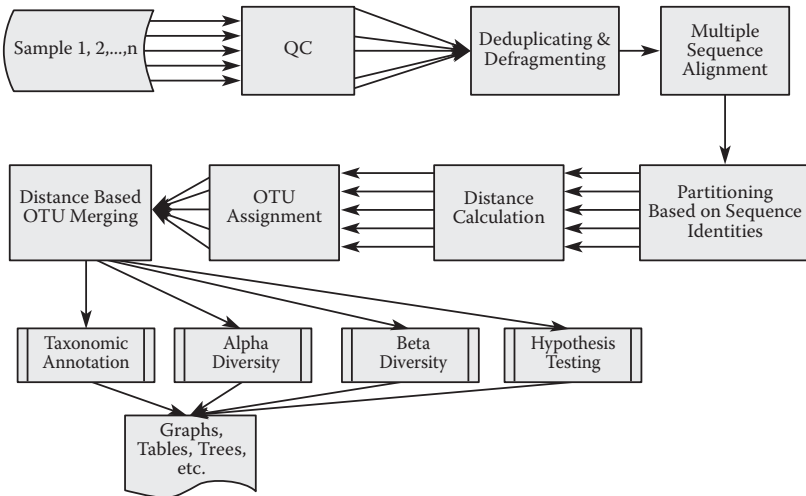 Sample 1, 2,...,n
QC
Deduplicating &
Defragmenting
Multiple
Sequence
Alignment
Distance Based
OTU Merging
OTU
Assignment
Distance
Calculation
Partitioning
Based on Sequence
Identities
Taxonomic
Annotation
Alpha
Diversity
Beta
Diversity
Hypothesis
Testing
Graphs,
Tables, Trees,
etc.